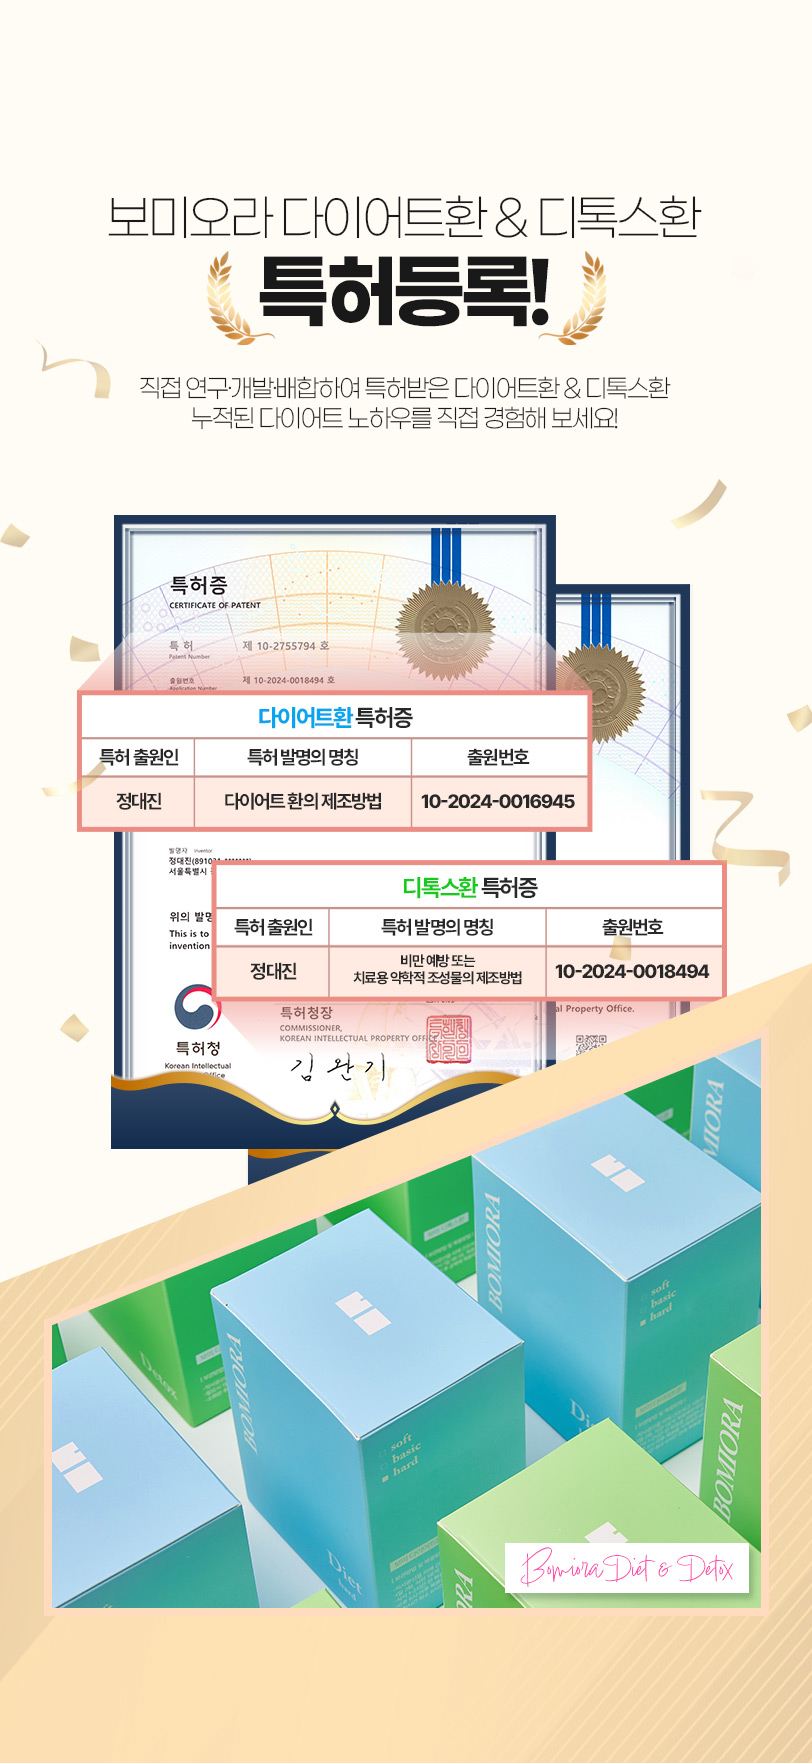 보미오라 다이어트환 & 디톡스환
특허등록!
직접 연구·개발·배합하여 특허받은 다이어트환 & 디톡스환
누적된 다이어트 노하우를 직접 경험해 보세요!
특허증
CERTIFICATE OF PATENT
특 허 제 10-2755794 호
Patent Number
출원번호 제 10-2024-0018494 호
Application Number
다이어트환 특허증
특허 출원인 특허 발명의 명칭 출원번호
정대진 다이어트 환의 제조방법 10-2024-0016945
발명자 Inventor
정대진(891021-*******)
서울특별시
디톡스환 특허증
특허 출원인 특허 발명의 명칭 출원번호
정대진 비만 예방 또는
치료용 약학적 조성물의 제조방법 10-2024-0018494
위의 발명
This is to
invention
al Property Office.
특허청
Korean Intellectual
Office
특허청장
COMMISSIONER,
KOREAN INTELLECTUAL PROPERTY OFFICE
김완기
BOMIORA
BOMIORA
soft
basic
hard
Detox
BOMIORA
soft
basic
hard
Diet
BOMIORA
Diet
hard
Bomiora Diet & Detox